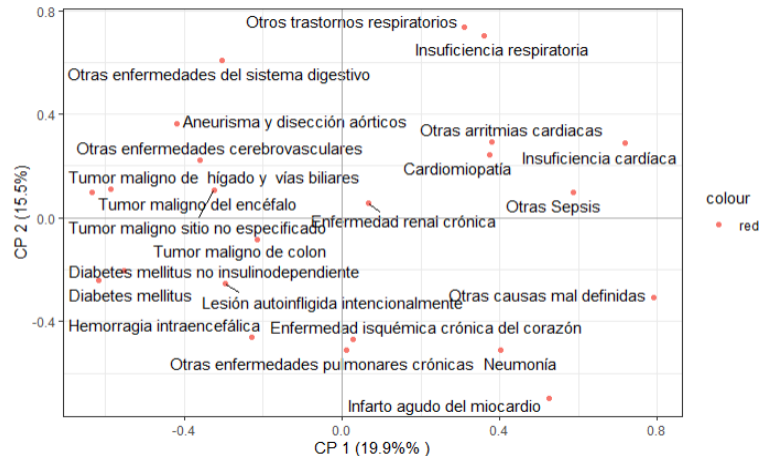 0.8
Otros trastornos respiratorios
Insuficiencia respiratoria
Otras enfermedades del sistema digestivo
0.4
Aneurisma y disección aórticos
Otras arritmias cardiacas
Otras enfermedades cerebrovasculares
Insuficiencia cardíaca
Cardiomiopatía
Tumor maligno de hígado y vías biliares
Tumor maligno del encéfalo
Otras Sepsis
colour
0.0
Enfermedad renal crónica
Tumor maligno sitio no especificado
red
CP 2 (15.5%)
Tumor maligno de colon
Diabetes mellitus no insulinodependiente
Diabetes mellitus
Lesión autoinfligida intencionalmente
Otras causas mal definidas
-0.4
Hemorragia intraencefálica
Enfermedad isquémica crónica del corazón
Otras enfermedades pulmonares crónicas
Neumonía
Infarto agudo del miocardio
-0.4
0.0
0.4
0.8
CP 1 (19.9%% )